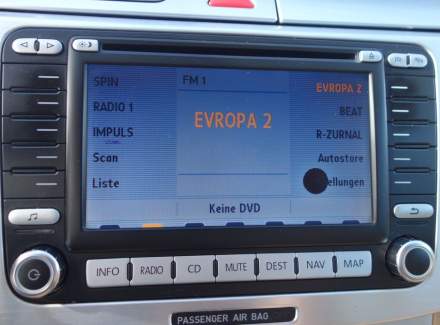 SPIN
FM 1
EVROPA 2
RADIO 1
EVROPA 2
BEAT
IMPULS
R-ZURNAL
Scan
Autostore
Liste
ellungen
Keine DVD
INFO
RADIO
CD
MUTE
DEST
NAV
MAP
PASSENGER AIR BAG